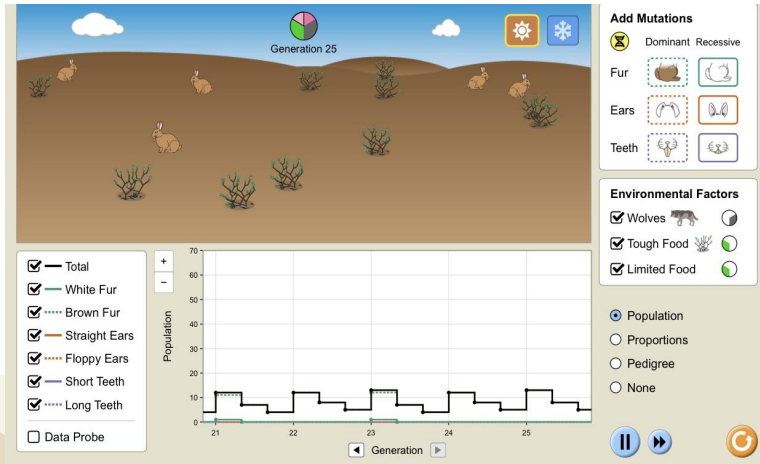 Generation 25
Add Mutations
Dominant Recessive
Fur
Ears
Teeth
Environmental Factors
Wolves
Tough Food
Limited Food
Population
Proportions
Pedigree
None
Total
White Fur
Brown Fur
Straight Ears
Floppy Ears
Short Teeth
Long Teeth
Data Probe
+
−
Population
70
60
50
40
30
20
10
0
21 22 23 24 25
Generation